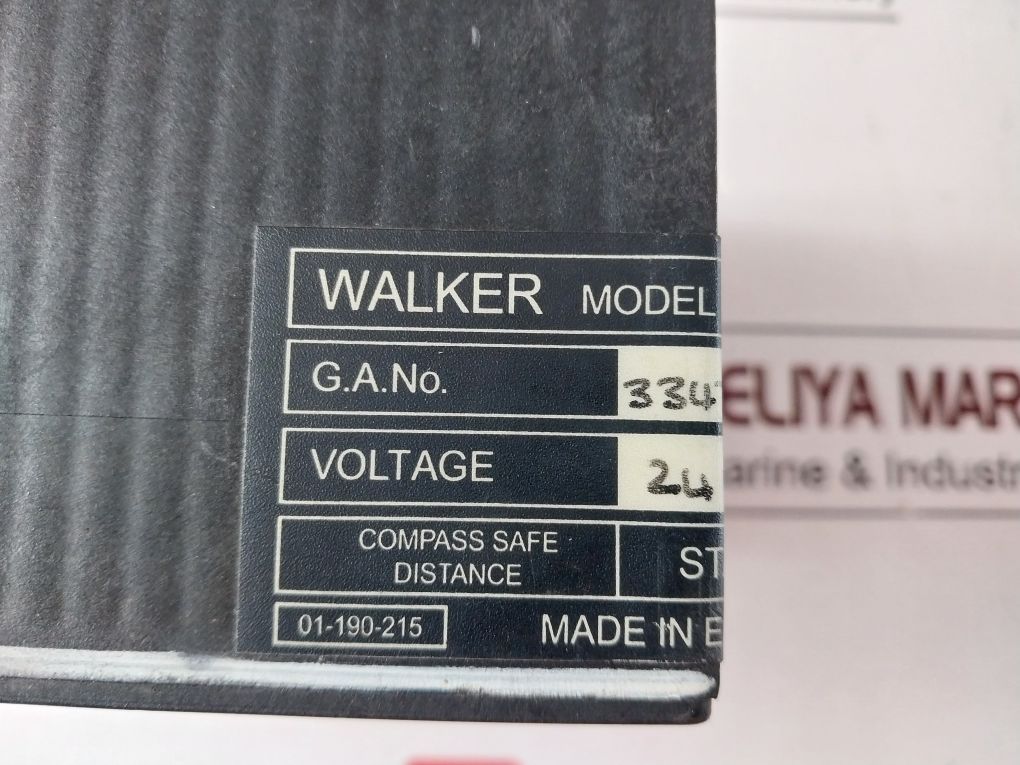 WALKER MODEL
G.A.No. 334
VOLTAGE 24
COMPASS SAFE
DISTANCE
ST
01-190-215 MADE IN E
ELIYA MAR
arine & Industr